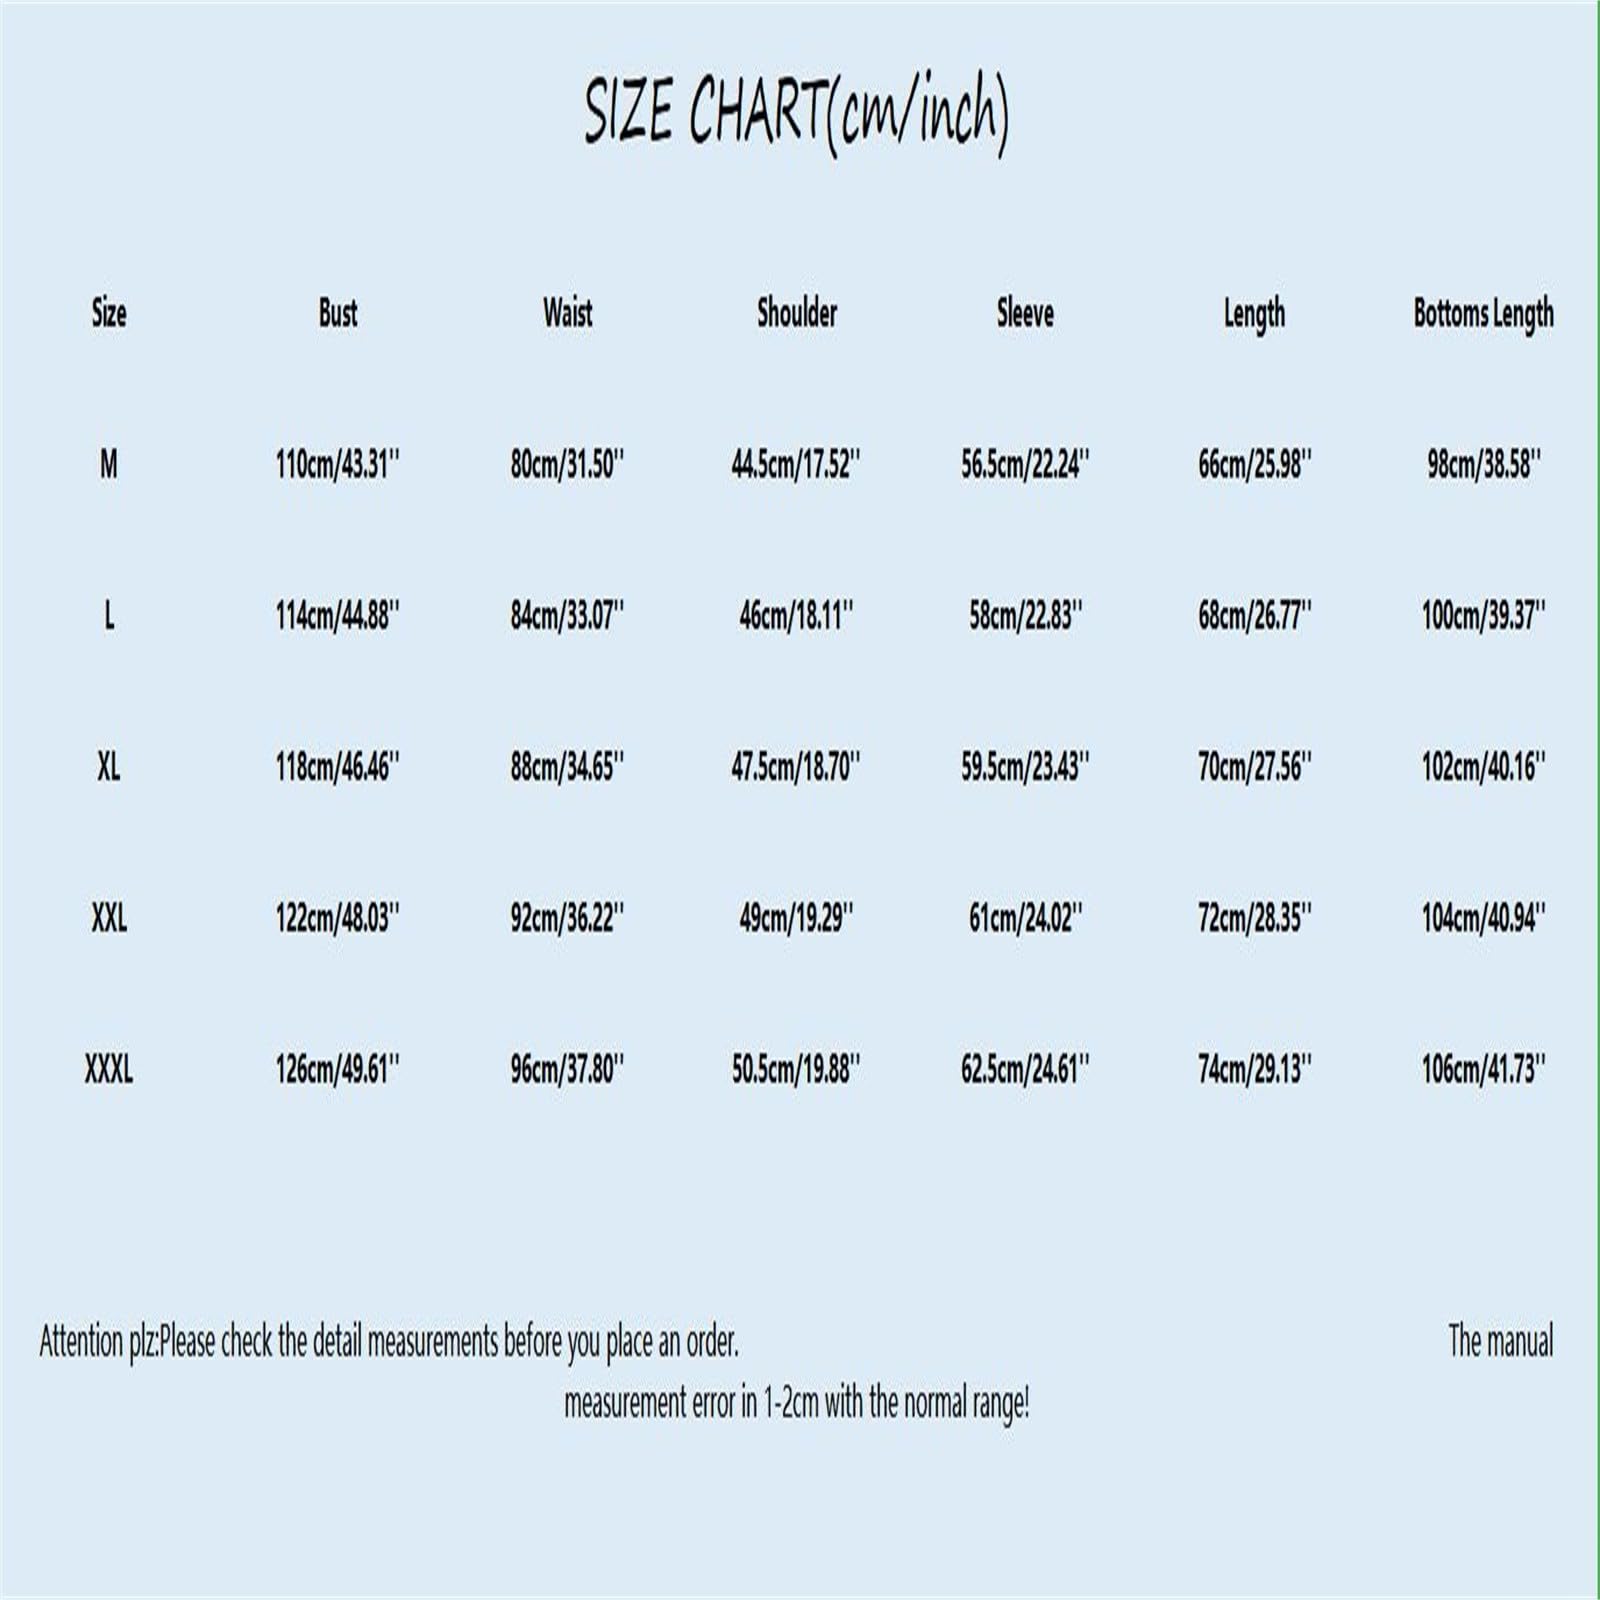 SIZE CHART(cm/inch)
Size Bust Waist Shoulder Sleeve Length Bottoms Length
M 110cm/43.31'' 80cm/31.50'' 44.5cm/17.52'' 56.5cm/22.24'' 66cm/25.98'' 98cm/38.58''
L 114cm/44.88'' 84cm/33.07'' 46cm/18.11'' 58cm/22.83'' 68cm/26.77'' 100cm/39.37''
XL 118cm/46.46'' 88cm/34.65'' 47.5cm/18.70'' 59.5cm/23.43'' 70cm/27.56'' 102cm/40.16''
XXL 122cm/48.03'' 92cm/36.22'' 49cm/19.29'' 61cm/24.02'' 72cm/28.35'' 104cm/40.94''
XXXL 126cm/49.61'' 96cm/37.80'' 50.5cm/19.88'' 62.5cm/24.61'' 74cm/29.13'' 106cm/41.73''
Attention plz:Please check the detail measurements before you place an order. The manual
measurement error in 1-2cm with the normal range!